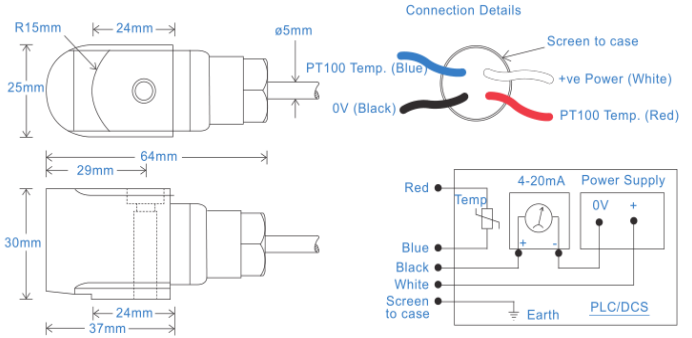 Connection Details
R15mm
24mm
ø5mm
Screen to case
PT100 Temp. (Blue)
+ve Power (White)
25mm
0V (Black)
PT100 Temp. (Red)
64mm
29mm
30mm
24mm
37mm
Red
Temp
4-20mA
Power Supply
0V +
+ -
Blue
Black
White
Screen
to case
Earth
PLC/DCS